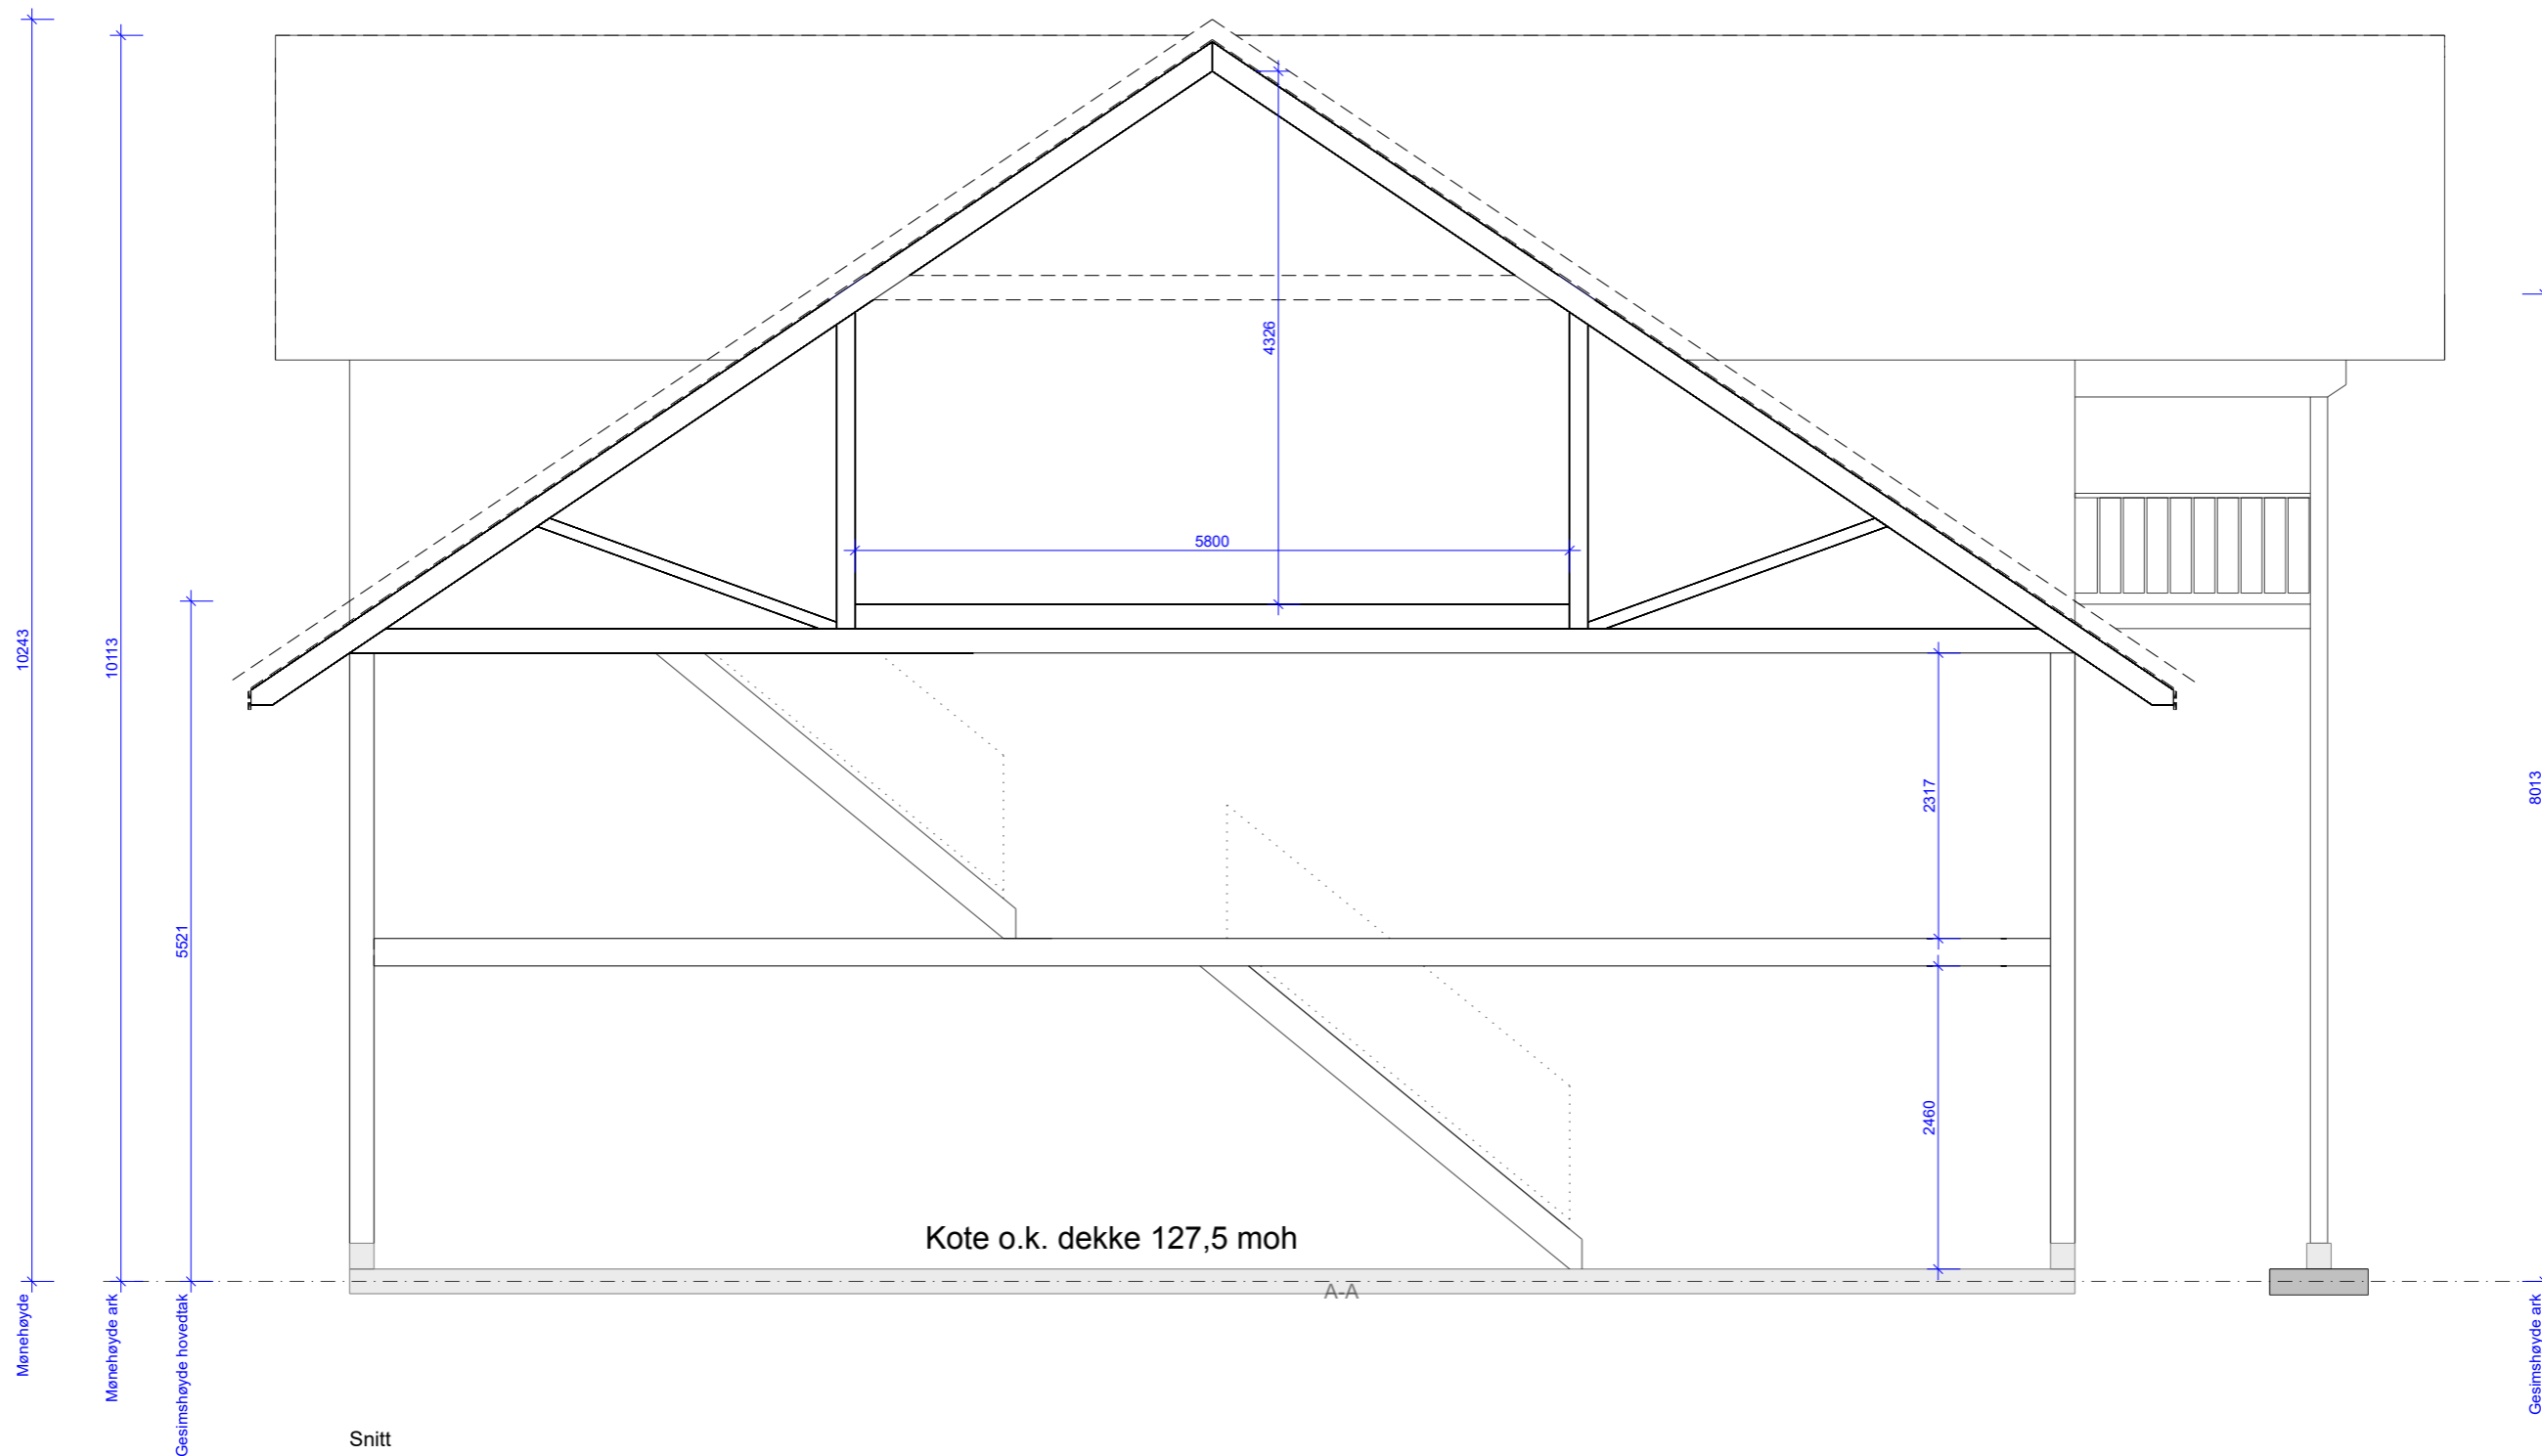 10243
10113
5521
4326
5800
2317
2460
8013
Kote o.k. dekke 127,5 moh
A-A
Mønehøyde
Mønehøyde ark
Gesimshøyde hovedtak
Gesimshøyde ark
Snitt